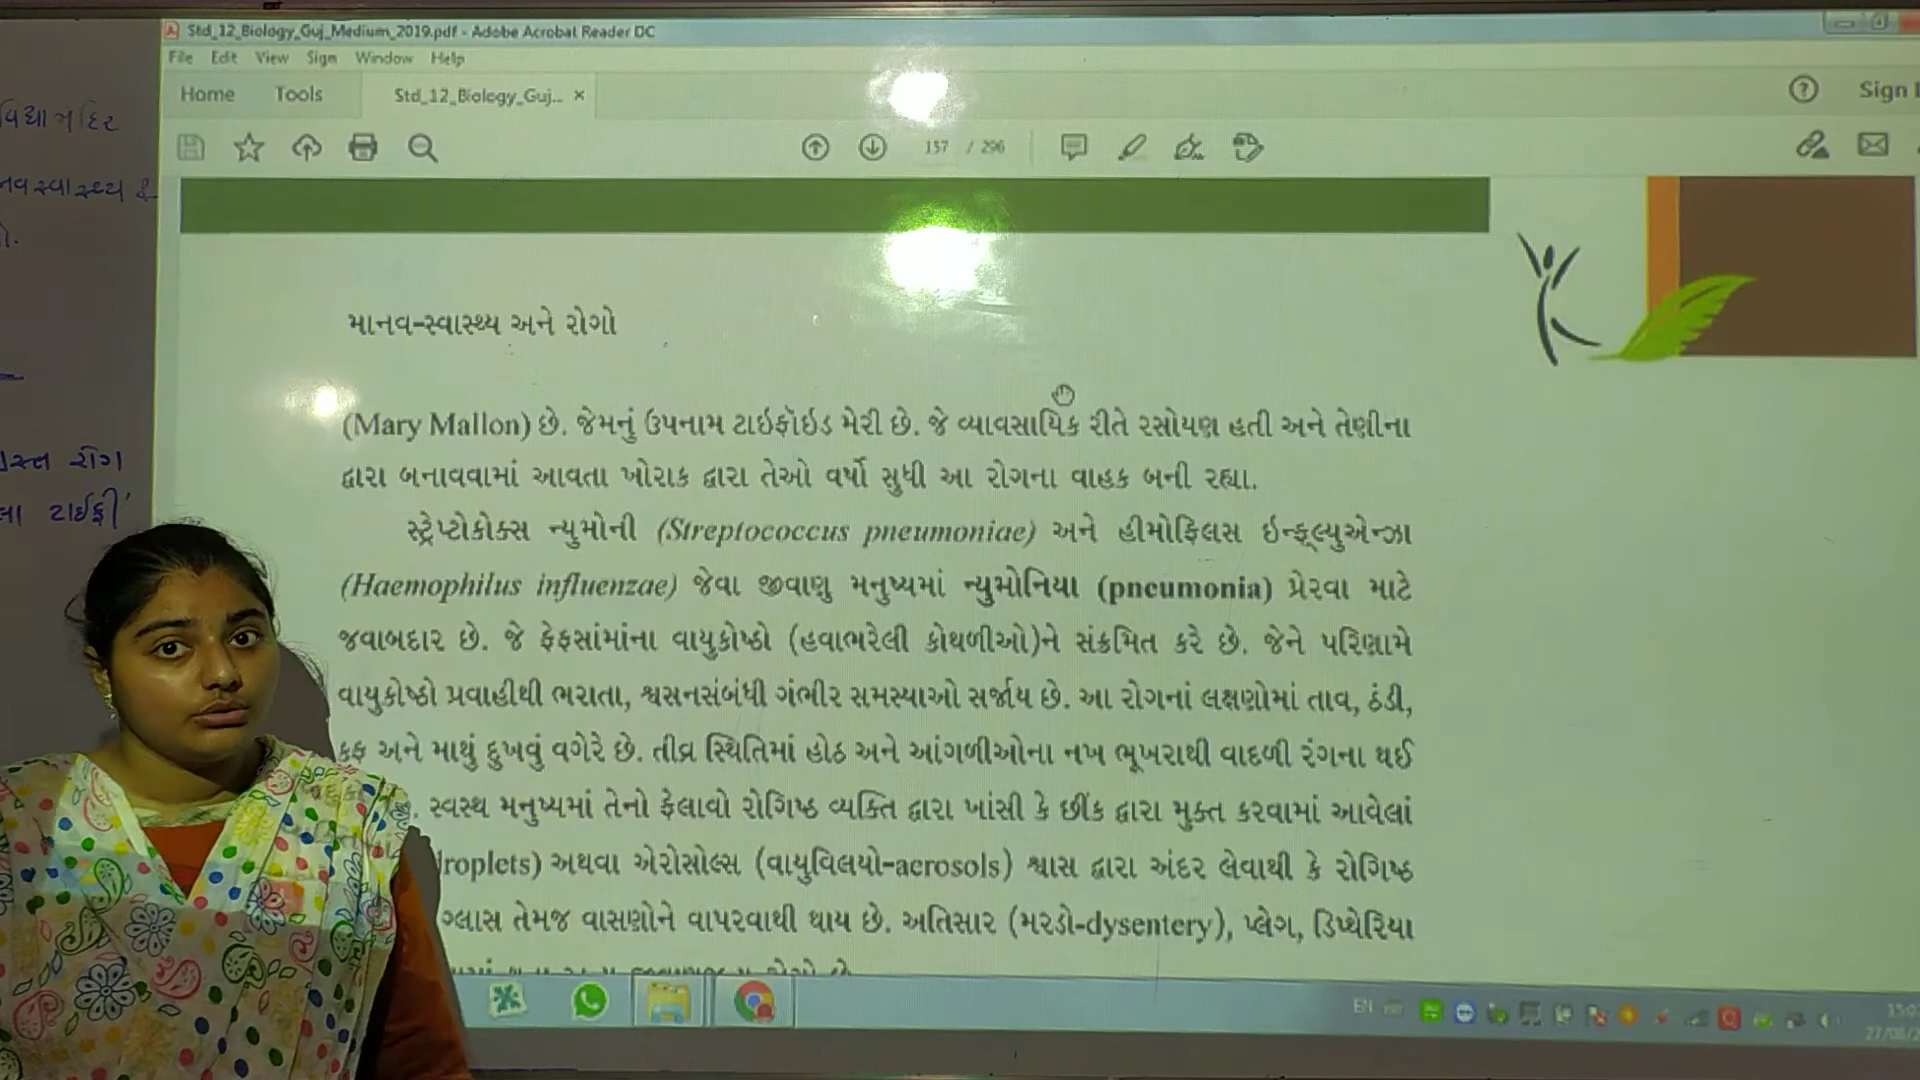 Std_12_Biology_Guj_Medium_2019.pdf - Adobe Acrobat Reader DC
File Edit View Sign Window Help
Home Tools Std_12_Biology_Guj... × Sign
157 / 296
માનવ-સ્વાસ્થ્ય અને રોગો
(Mary Mallon) છે. જેમનું ઉપનામ ટાઇફૉઇડ મેરી છે. જે વ્યાવસાયિક રીતે રસોયણ હતી અને તેણીના
દ્વારા બનાવવામાં આવતા ખોરાક દ્વારા તેઓ વર્ષો સુધી આ રોગના વાહક બની રહ્યા.
સ્ટ્રેપ્ટોકોક્સ ન્યુમોની (Streptococcus pneumoniae) અને હીમોફિલસ ઇન્ફ્લ્યુએન્ઝા
(Haemophilus influenzae) જેવા જીવાણુ મનુષ્યમાં ન્યુમોનિયા (pneumonia) પ્રેરવા માટે
જવાબદાર છે. જે ફેફસાંમાંના વાયુકોષ્ઠો (હવાભરેલી કોથળીઓ)ને સંક્રમિત કરે છે. જેને પરિણામે
વાયુકોષ્ઠો પ્રવાહીથી ભરાતા, શ્વસનસંબંધી ગંભીર સમસ્યાઓ સર્જાય છે. આ રોગનાં લક્ષણોમાં તાવ, ઠંડી,
કફ અને માથું દુખવું વગેરે છે. તીવ્ર સ્થિતિમાં હોઠ અને આંગળીઓના નખ ભૂખરાથી વાદળી રંગના થઈ
સ્વસ્થ મનુષ્યમાં તેનો ફેલાવો રોગિષ્ઠ વ્યક્તિ દ્વારા ખાંસી કે છીંક દ્વારા મુક્ત કરવામાં આવેલાં
roplets) અથવા એરોસોલ્સ (વાયુવિલયો-aerosols) શ્વાસ દ્વારા અંદર લેવાથી કે રોગિષ્ઠ
ગ્લાસ તેમજ વાસણોને વાપરવાથી થાય છે. અતિસાર (મરડો-dysentery), પ્લેગ, ડિપ્થેરિયા
વિદ્યામંદિર
નવ સ્વાસ્થ્ય &
રોગ
ટાઈફી
EN